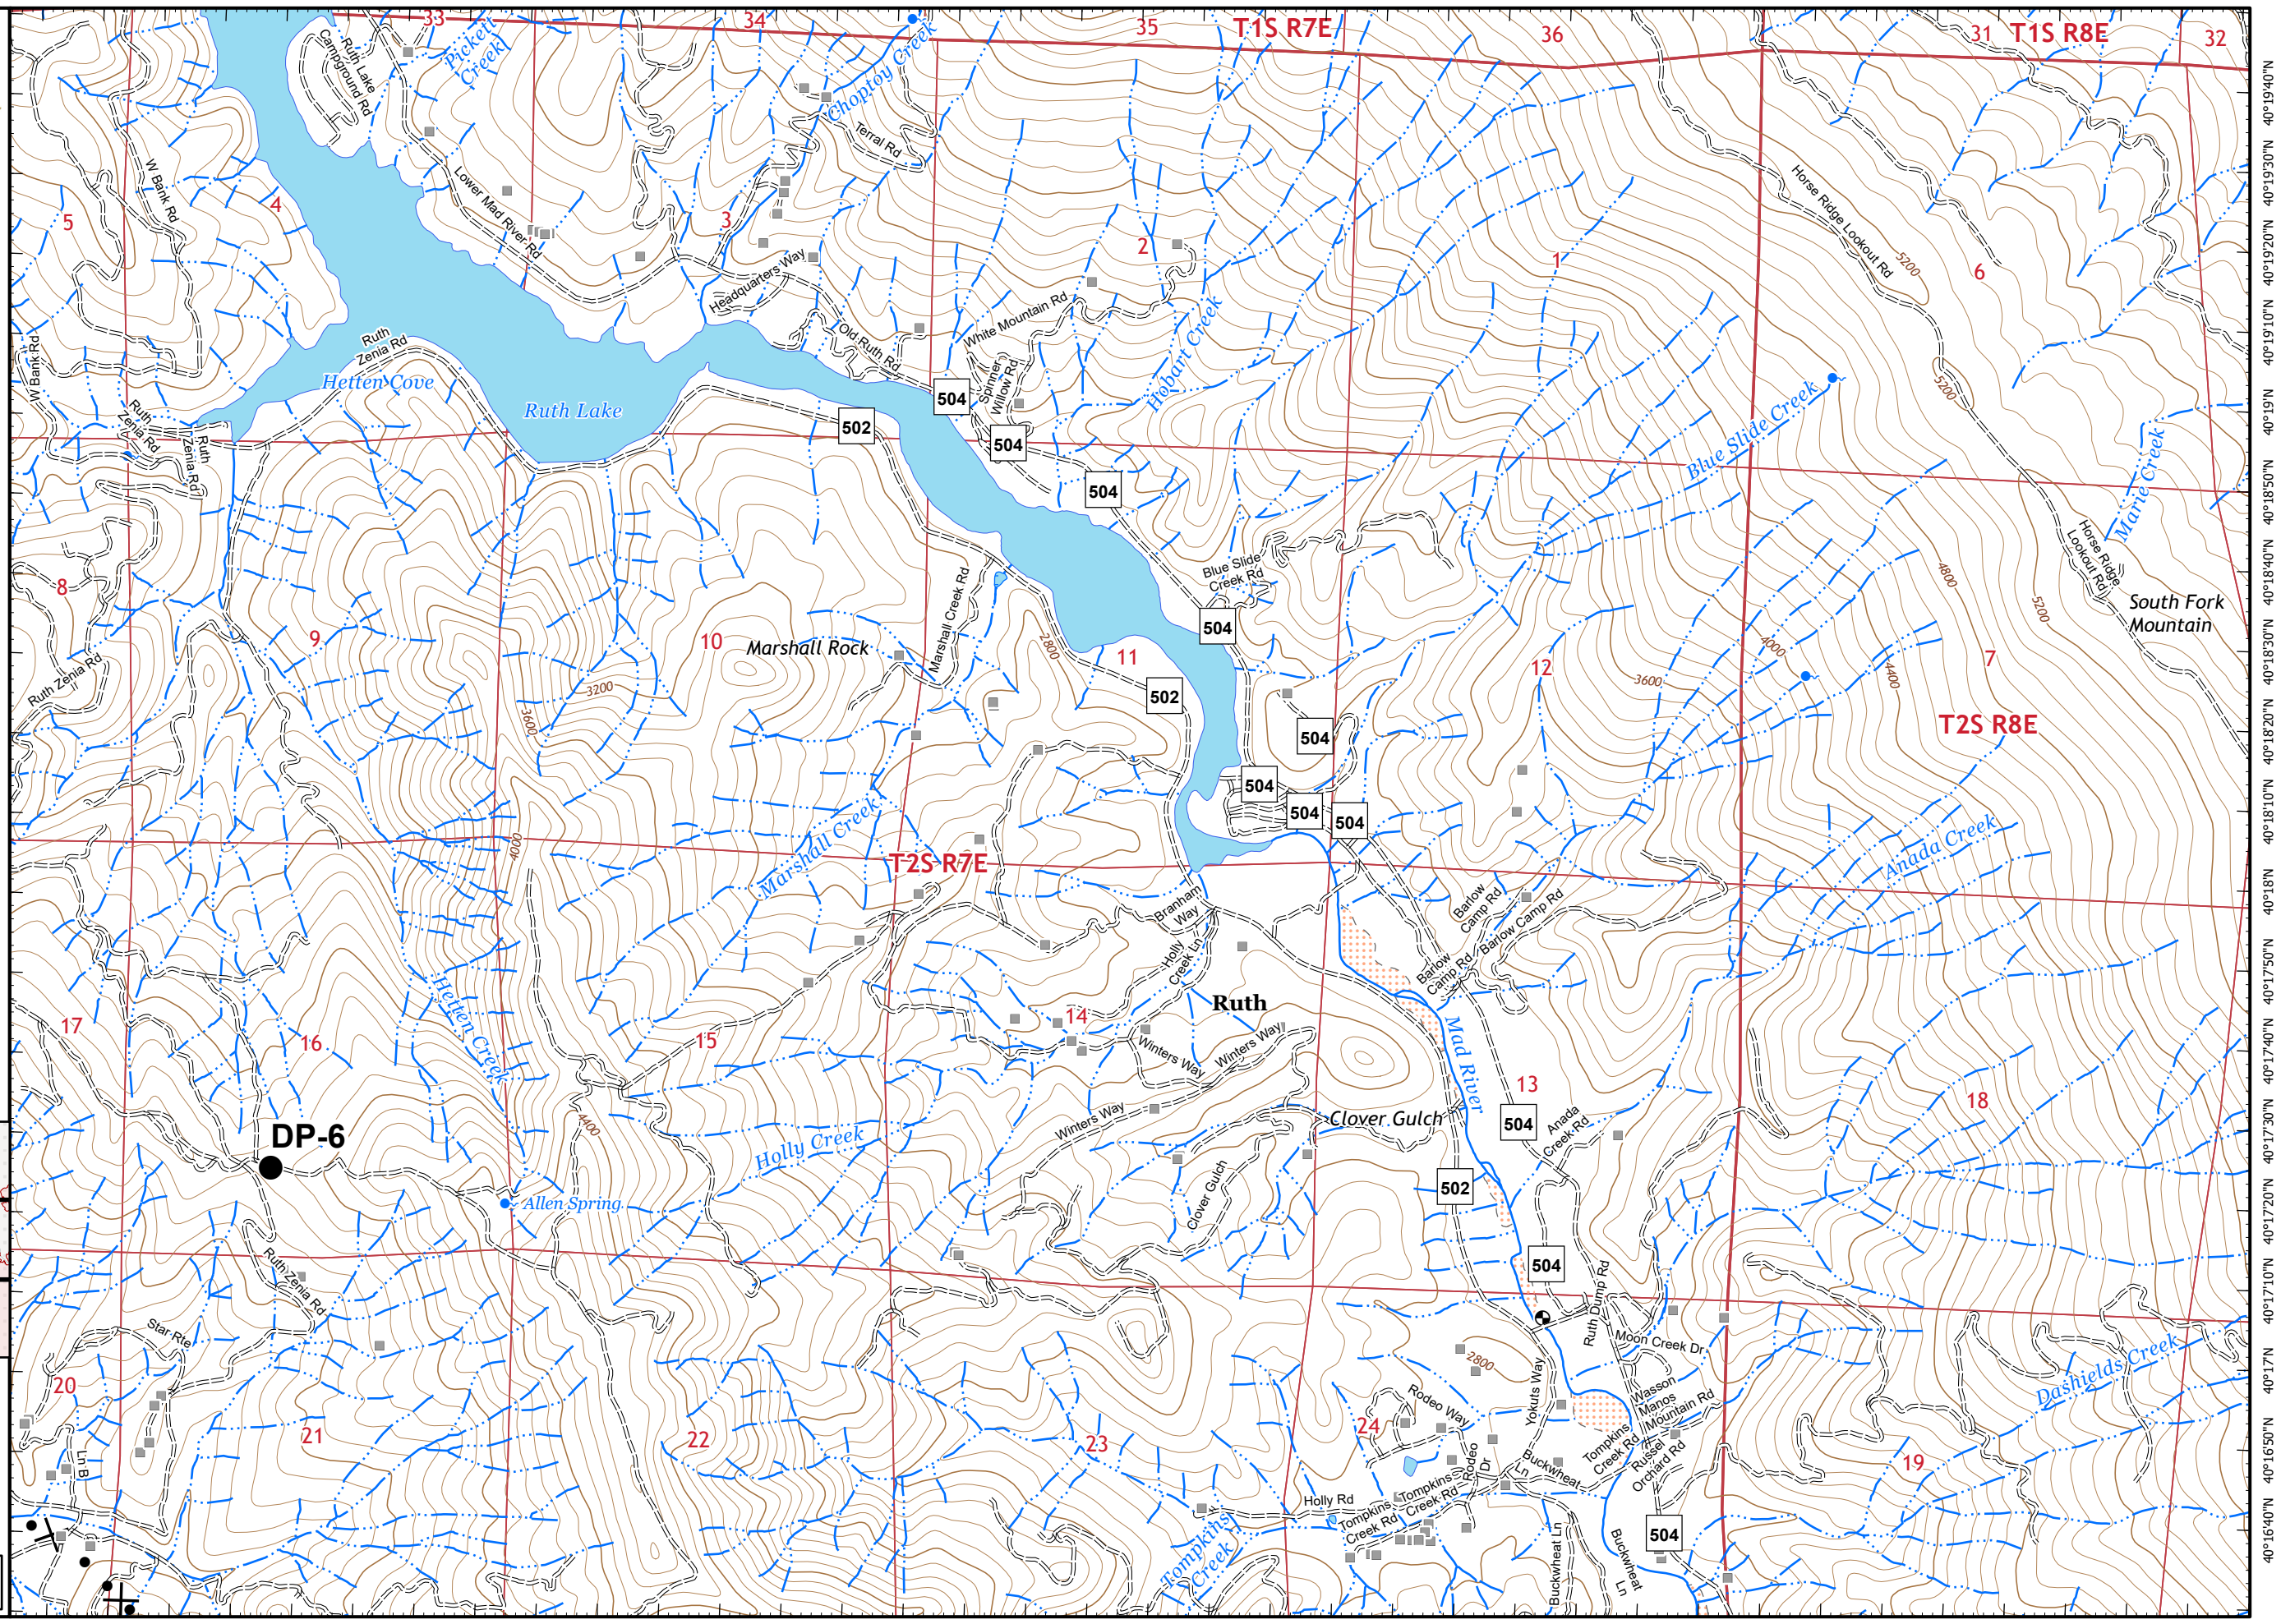 33
34
35
T1S R7E
36
31
T1S R8E
32
Ruth Lake
Campground Rd
Pickett
Creek
Choptoy Creek
Terral Rd
W Bank Rd
Lower Mad River Rd
Horse Ridge Lookout Rd
5
4
3
2
1
6
5200
Headquarters Way
Old Ruth Rd
White Mountain Rd
Hobart Creek
Ruth
Zenia Rd
W Bank Rd
Hetten Cove
Ruth Lake
Spinner
Willow Rd
504
502
504
504
5200
Blue Slide Creek
Marie Creek
Ruth
Zenia Rd
Ruth
Zenia Rd
Horse Ridge
Lookout Rd
South Fork
Mountain
Blue Slide
Creek Rd
4800
5200
8
9
10
Marshall Rock
Marshall Creek Rd
2800
11
504
12
4000
4400
3600
7
Ruth Zenia Rd
3200
3600
502
504
T2S R8E
504
504
504
4000
Marshall Creek
T2S R7E
Anada Creek
Branham
Way
Holly
Creek Ln
Barlow
Camp Rd
Barlow Camp Rd
Barlow
Camp Rd
Hetten Creek
Ruth
17
16
15
14
Winters Way
Winters Way
Mad River
13
18
DP-6
4400
Winters Way
Clover Gulch
504
Anada
Creek Rd
Holly Creek
Allen Spring
Clover Gulch
502
504
Ruth Zenia Rd
Star Rte
Ruth Dump Rd
Moon Creek Dr
2800
Yokuts Way
Wasson
Manos
Mountain Rd
Dashields Creek
20
21
22
23
24
19
Rodeo Way
Rodeo
Dr
Tompkins
Creek Rd
Russel
Orchard Rd
Buckwheat
Ln
Ln B
Holly Rd
Tompkins
Creek Rd
Tompkins
Creek Rd
Tompkins
Creek
Buckwheat Ln
Buckwheat
Ln
504
40°19'40"N
40°19'30"N
40°19'20"N
40°19'10"N
40°19'N
40°18'50"N
40°18'40"N
40°18'30"N
40°18'20"N
40°18'10"N
40°18'N
40°17'50"N
40°17'40"N
40°17'30"N
40°17'20"N
40°17'10"N
40°17'N
40°16'50"N
40°16'40"N